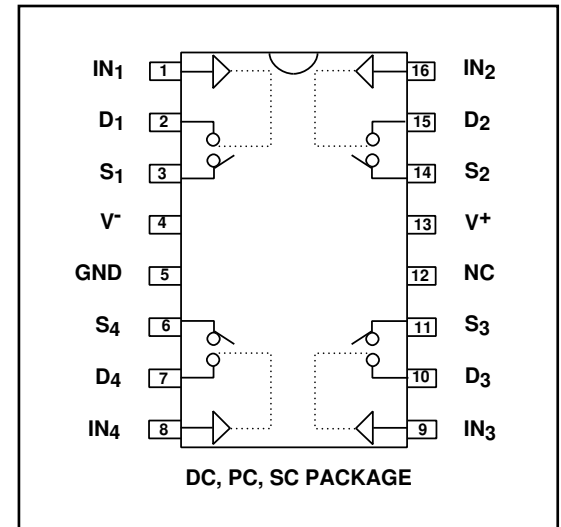 IN1 1 16 IN2
D1 2 15 D2
S1 3 14 S2
V- 4 13 V+
GND 5 12 NC
S4 6 11 S3
D4 7 10 D3
IN4 8 9 IN3
DC, PC, SC PACKAGE